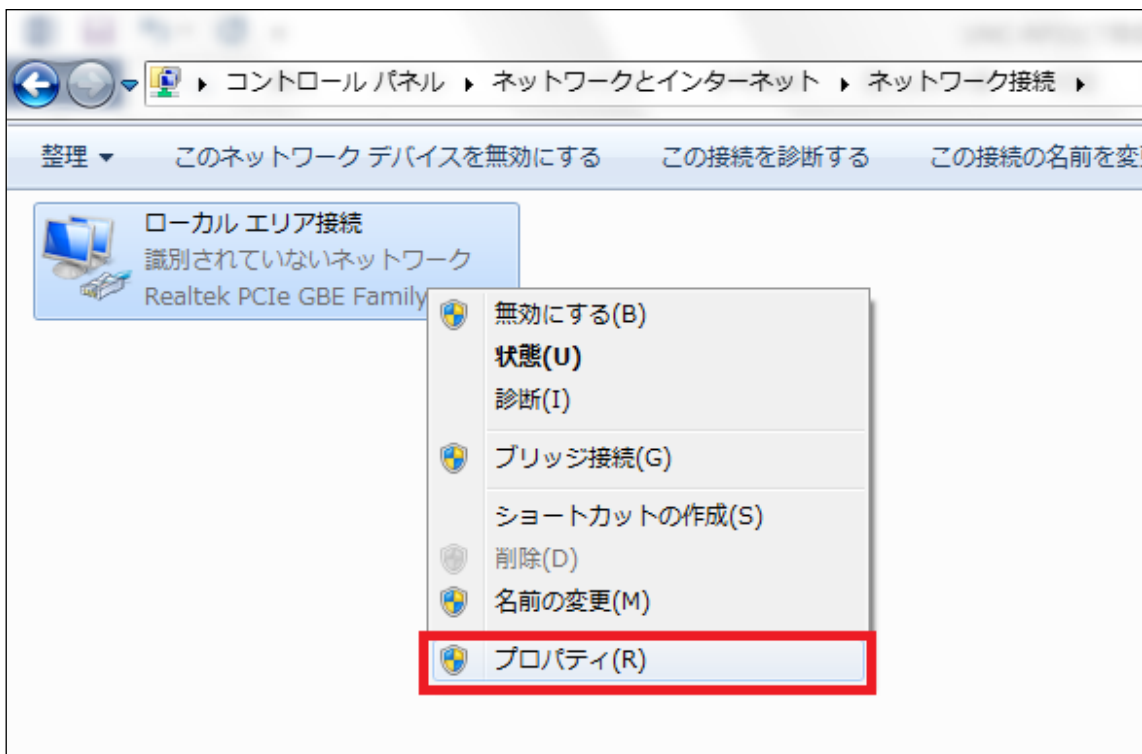 コントロール パネル ▸ ネットワークとインターネット ▸ ネットワーク接続 ▸
整理 ▼ このネットワーク デバイスを無効にする この接続を診断する この接続の名前を変
ローカル エリア接続
識別されていないネットワーク
Realtek PCIe GBE Family
無効にする(B)
状態(U)
診断(I)
ブリッジ接続(G)
ショートカットの作成(S)
削除(D)
名前の変更(M)
プロパティ(R)